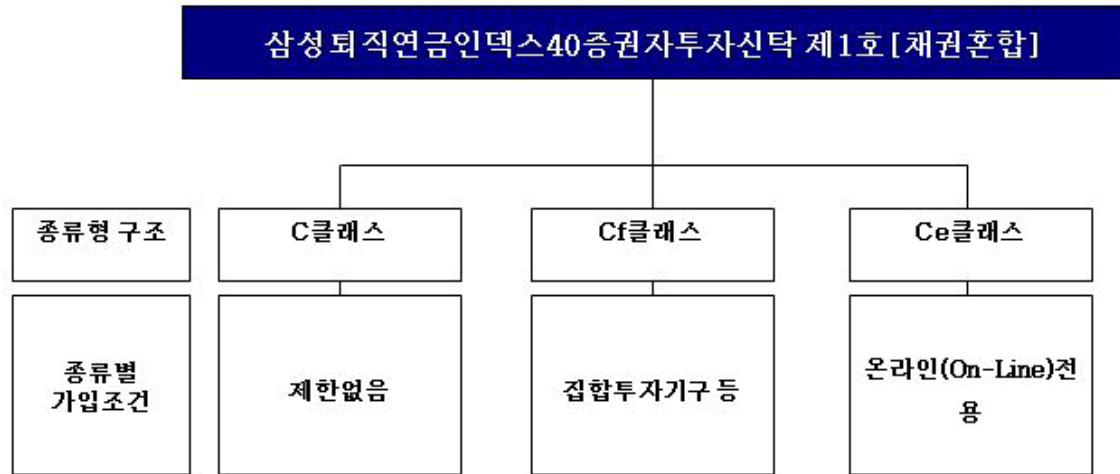 삼성퇴직연금인덱스40증권자투자신탁 제1호[채권혼합]
종류형 구조
C클래스
Cf클래스
Ce클래스
종류별
가입조건
제한없음
집합투자기구 등
온라인(On-Line)전
용